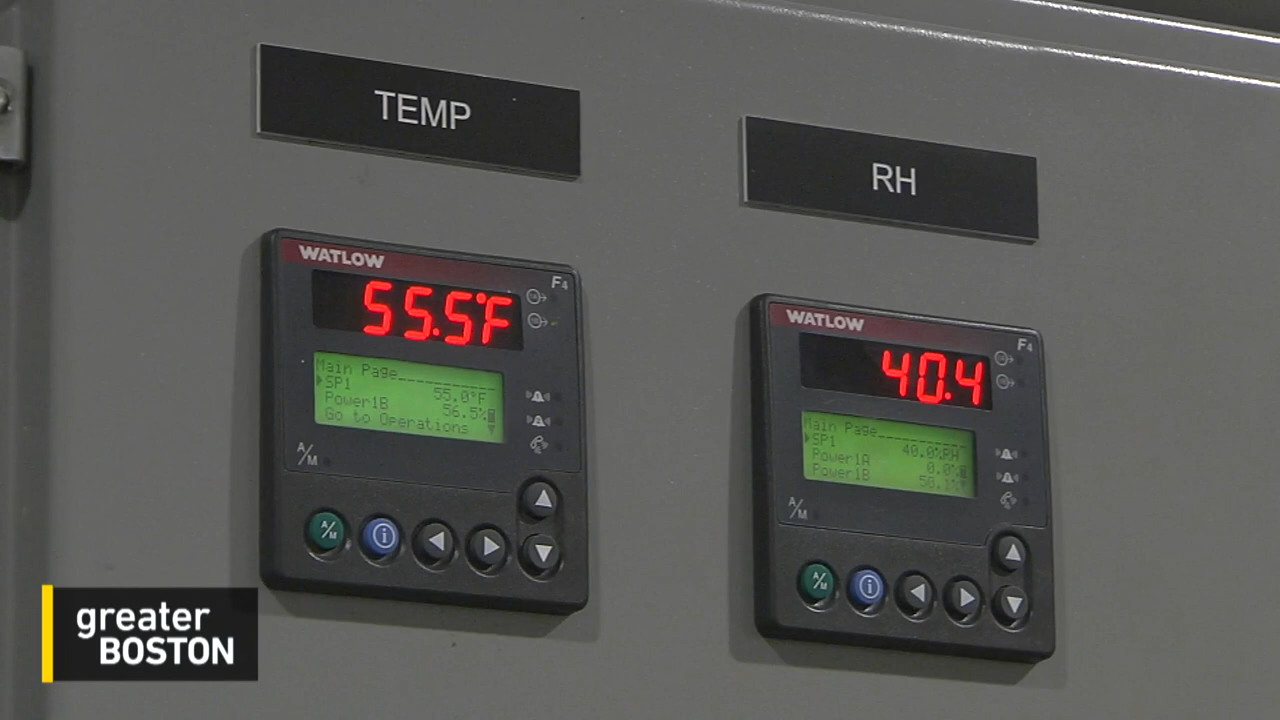 TEMP
RH
WATLOW
F4
55.5°F
Main Page
SP1 55.0°F
Power1B 56.5%
Go to Operations
A/M
A/M
i
WATLOW
F4
40.4
Main Page
SP1 40.0%RH
Power1A 0.0%
Power1B 50.1%
A/M
A/M
i
greater
BOSTON